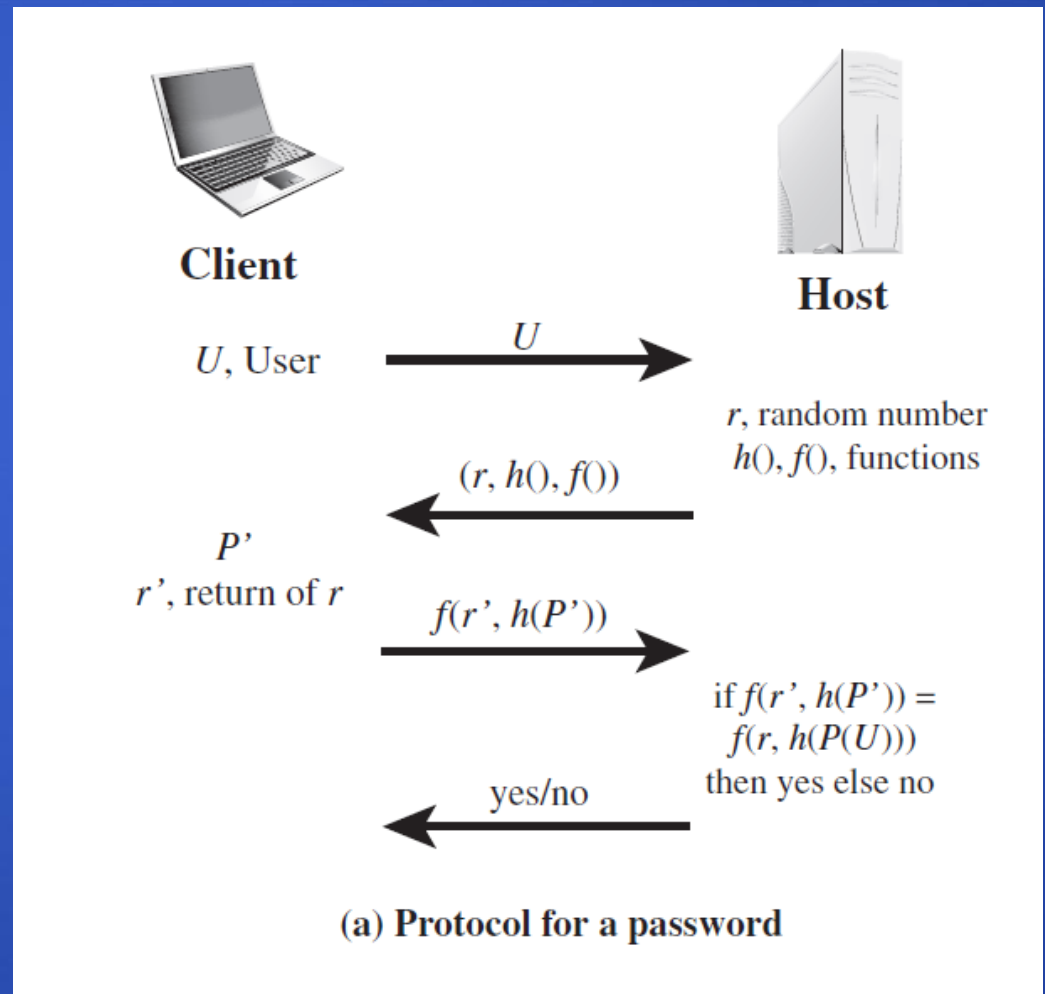 Client
Host
U, User
U
r, random number
h(), f(), functions
(r, h(), f())
P’
r’, return of r
f(r’, h(P’))
if f(r’, h(P’)) =
f(r, h(P(U)))
then yes else no
yes/no
(a) Protocol for a password